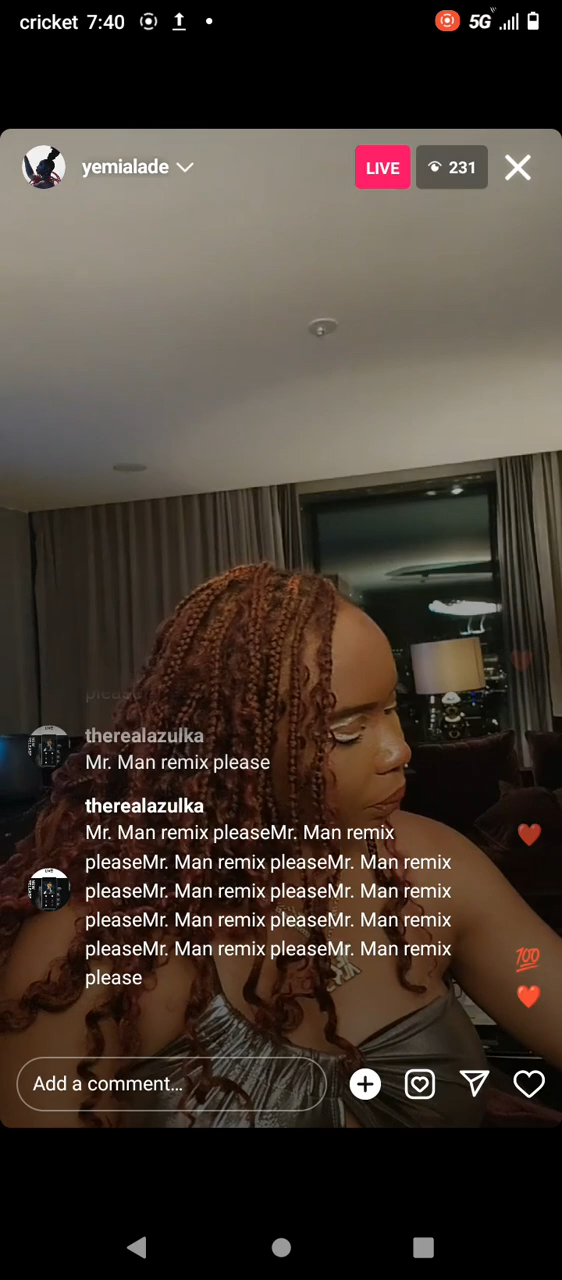 cricket 7:40
5G
yemialade
LIVE
231
please
therealazulka
Mr. Man remix please
therealazulka
Mr. Man remix pleaseMr. Man remix
pleaseMr. Man remix pleaseMr. Man remix
pleaseMr. Man remix pleaseMr. Man remix
pleaseMr. Man remix pleaseMr. Man remix
pleaseMr. Man remix pleaseMr. Man remix
please
💯
Add a comment…